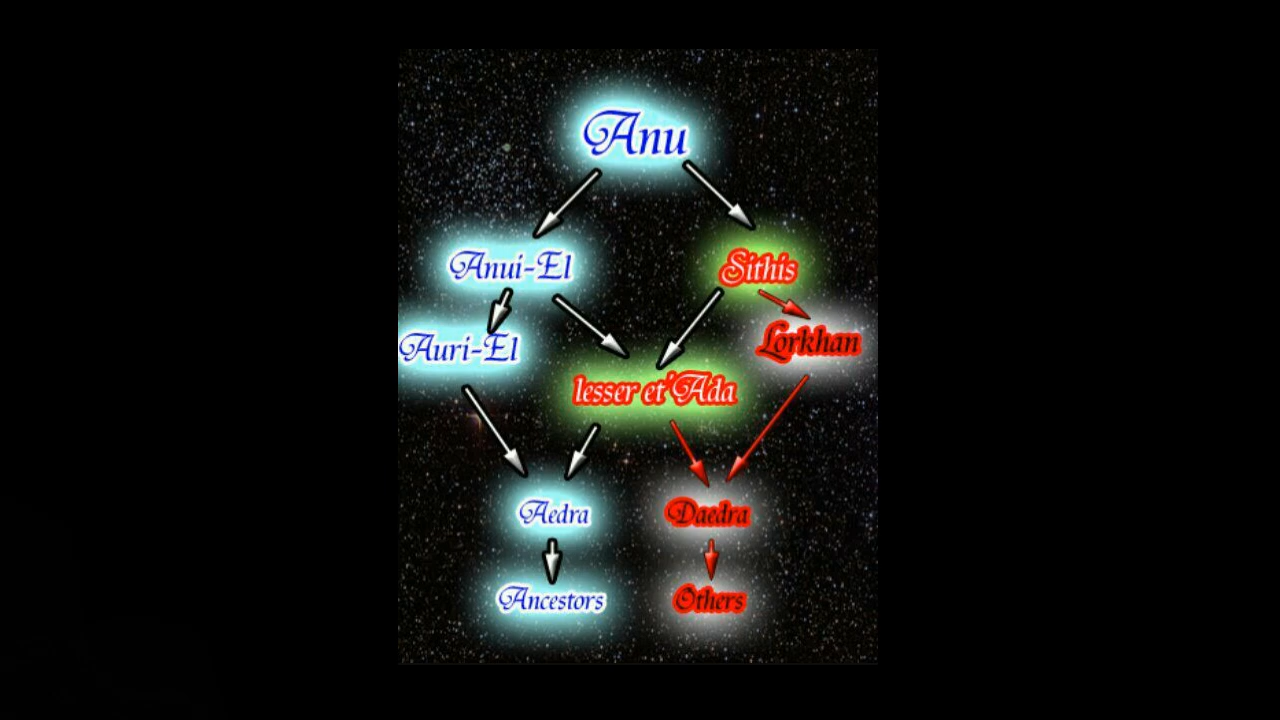 Anu
Anui-El
Sithis
Auri-El
Lorkhan
lesser et'Ada
Aedra
Daedra
Ancestors
Others